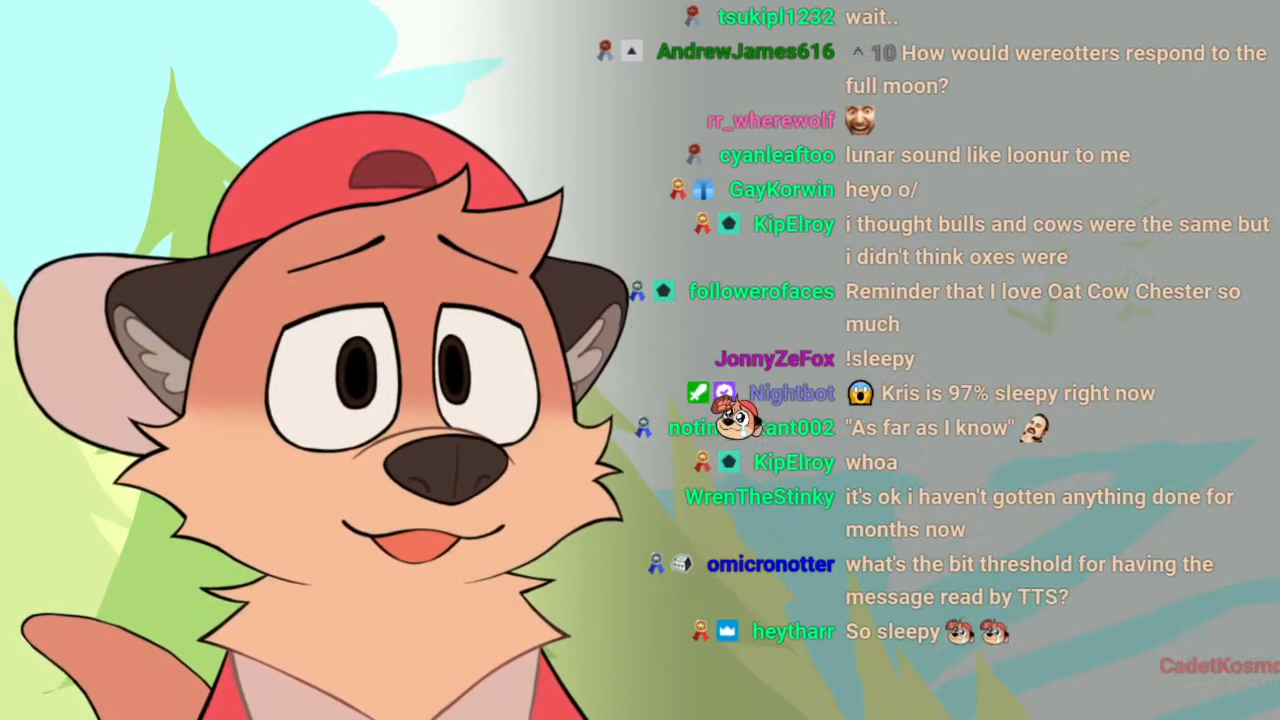 tsukipl1232 wait..
AndrewJames616 10 How would wereotters respond to the
full moon?
rr_wherewolf
cyanleaftoo lunar sound like loonur to me
GayKorwin heyo o/
KipElroy i thought bulls and cows were the same but
i didn't think oxes were
followerofaces Reminder that I love Oat Cow Chester so
much
JonnyZeFox !sleepy
Nightbot Kris is 97% sleepy right now
"As far as I know"
KipElroy whoa
WrenTheStinky it's ok i haven't gotten anything done for
months now
omicronotter what's the bit threshold for having the
message read by TTS?
heytharr So sleepy
CadetKosmo